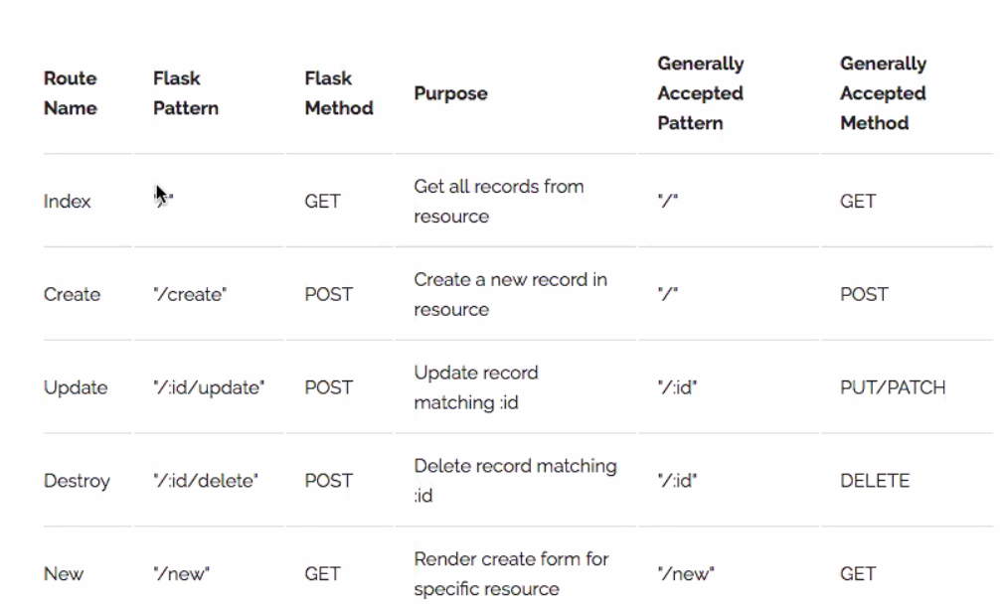 Route Name | Flask Pattern | Flask Method | Purpose | Generally Accepted Pattern | Generally Accepted Method
Index | GET | Get all records from resource | "/" | GET
Create | "/create" | POST | Create a new record in resource | "/" | POST
Update | "/:id/update" | POST | Update record matching :id | "/:id" | PUT/PATCH
Destroy | "/:id/delete" | POST | Delete record matching :id | "/:id" | DELETE
New | "/new" | GET | Render create form for specific resource | "/new" | GET